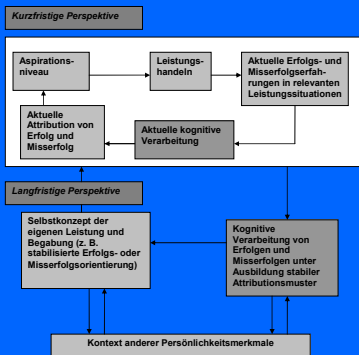 Kurzfristige Perspektive
Aspirations-
niveau
Leistungs-
handeln
Aktuelle Erfolgs- und
Misserfolgserfah-
rungen in relevanten
Leistungssituationen
Aktuelle
Attribution von
Erfolg und
Misserfolg
Aktuelle kognitive
Verarbeitung
Langfristige Perspektive
Selbstkonzept der
eigenen Leistung und
Begabung (z. B.
stabilisierte Erfolgs- oder
Misserfolgsorientierung)
Kognitive
Verarbeitung von
Erfolgen und
Misserfolgen unter
Ausbildung stabiler
Attributionsmuster
Kontext anderer Persönlichkeitsmerkmale